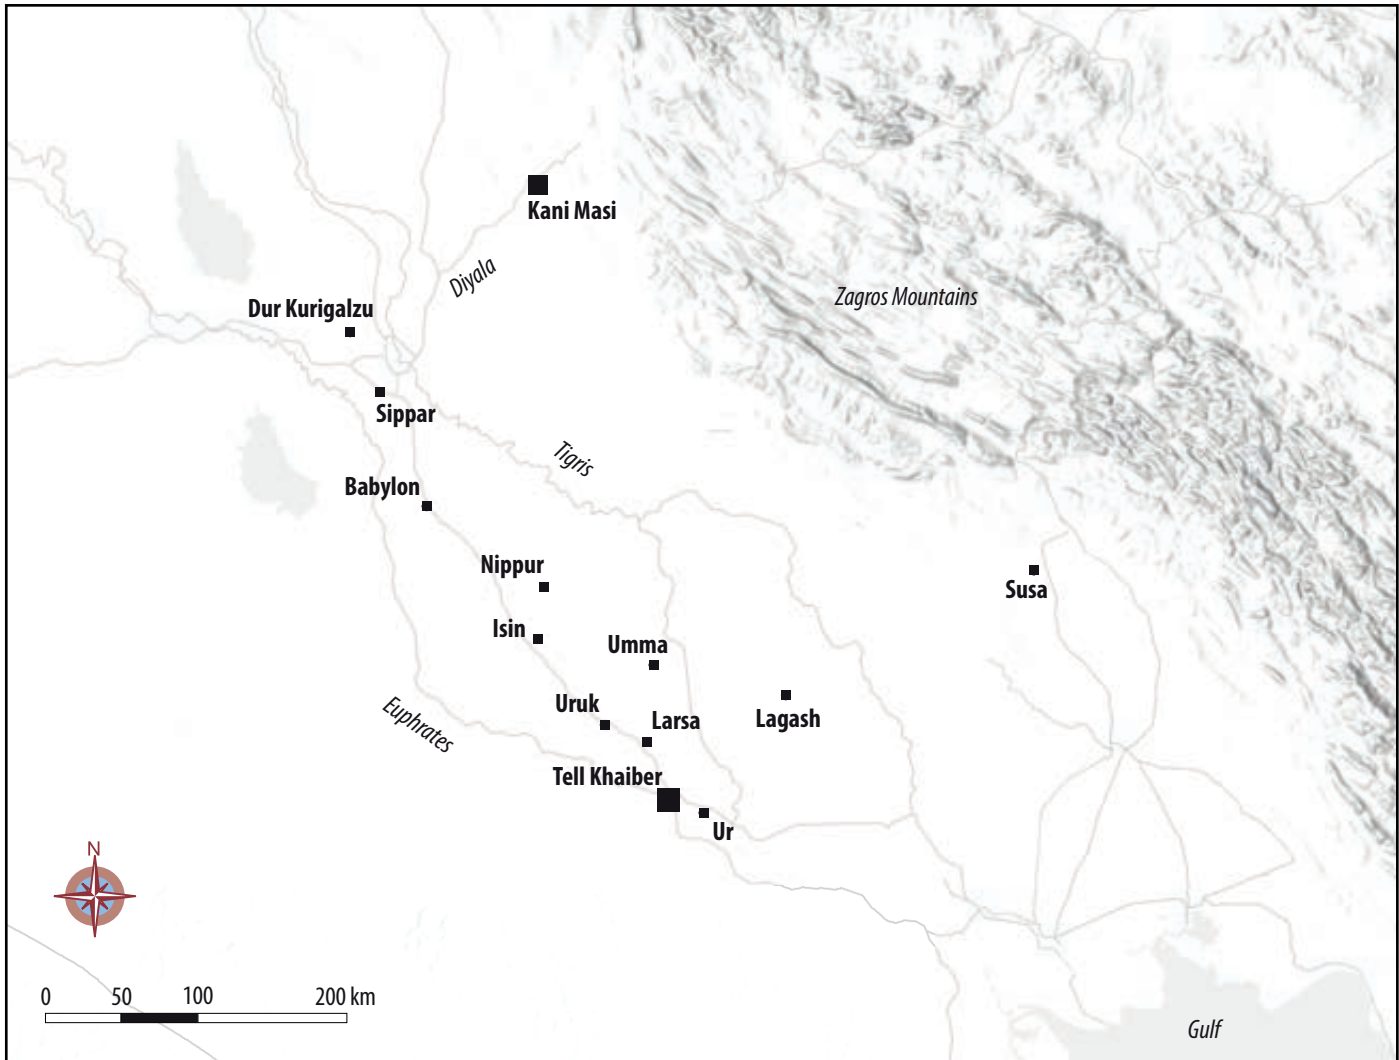 Kani Masi
Diyala
Zagros Mountains
Dur Kurigalzu
Sippar
Tigris
Babylon
Nippur
Susa
Isin
Umma
Uruk
Larsa
Lagash
Euphrates
Tell Khaiber
Ur
N
0 50 100 200 km
Gulf